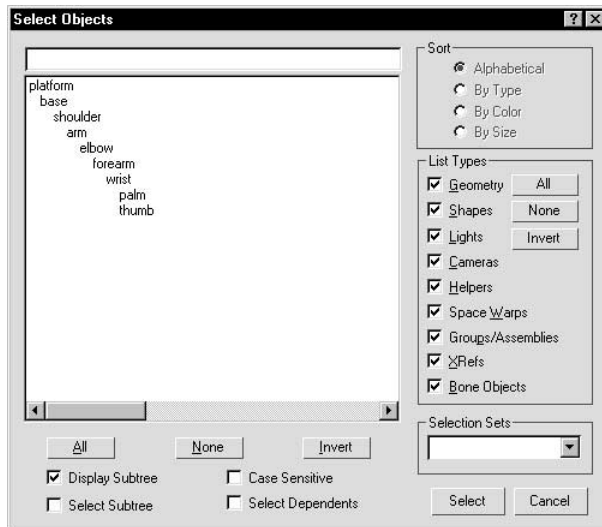 Select Objects
platform
base
shoulder
arm
elbow
forearm
wrist
palm
thumb
All
None
Invert
Display Subtree
Case Sensitive
Select Subtree
Select Dependents
Sort
Alphabetical
By Type
By Color
By Size
List Types
Geometry
All
Shapes
None
Lights
Invert
Cameras
Helpers
Space Warps
Groups/Assemblies
XRefs
Bone Objects
Selection Sets
Select
Cancel